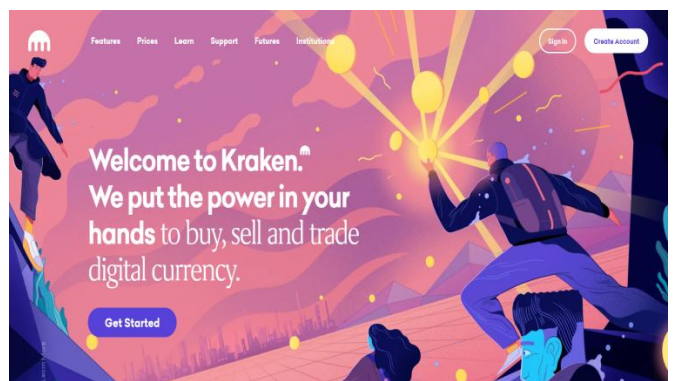 Features Prices Learn Support Futures Institutions
Sign In Create Account
Welcome to Kraken.
We put the power in your
hands to buy, sell and trade
digital currency.
Get Started